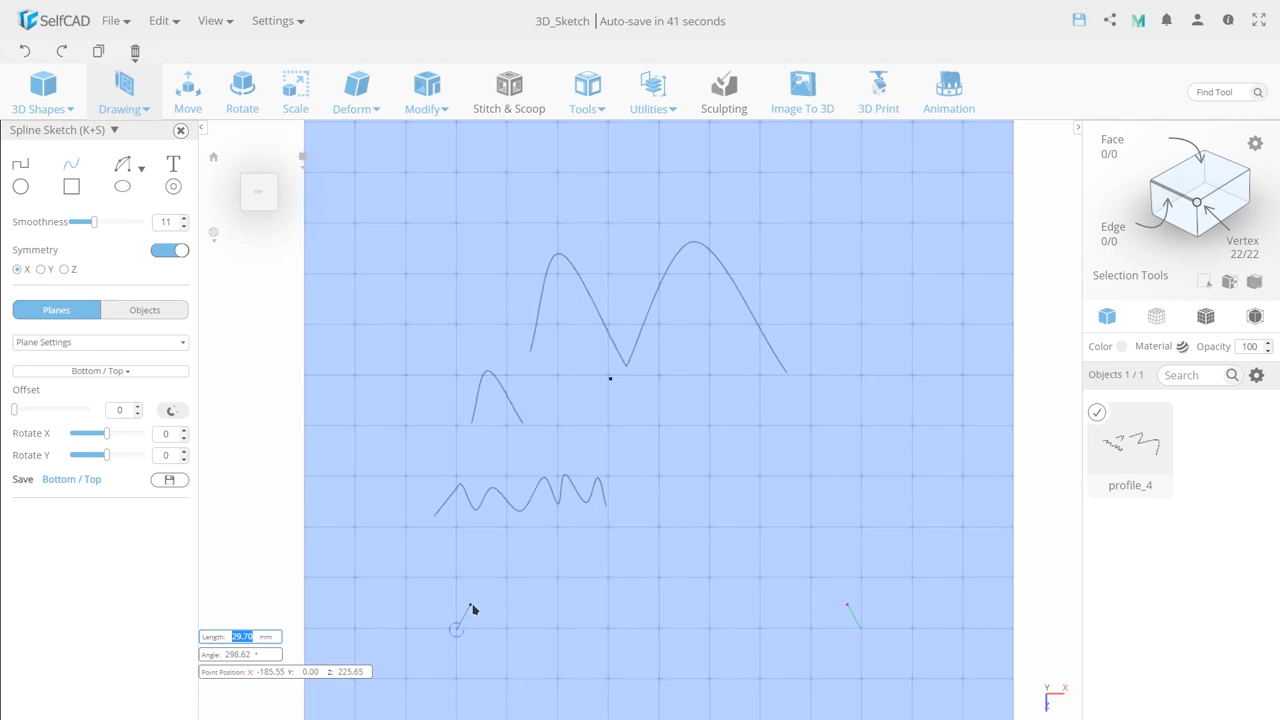 SelfCAD File Edit View Settings 3D_Sketch Auto-save in 41 seconds
3D Shapes Drawing Move Rotate Scale Deform Modify Stitch & Scoop Tools Utilities Sculpting Image To 3D 3D Print Animation Find Tool
Spline Sketch (K+S)
T
Smoothness 11
Symmetry
X Y Z
Planes Objects
Plane Settings
Bottom / Top
Offset
0
Rotate X 0
Rotate Y 0
Save Bottom / Top
TOP
Length: 29.70 mm
Angle: 298.62 °
Point Position: X: -185.55 Y: 0.00 Z: 225.65
Y X
Z
Face
0/0
Edge
0/0
Vertex
22/22
Selection Tools
Color Material Opacity 100
Objects 1 / 1 Search
profile_4